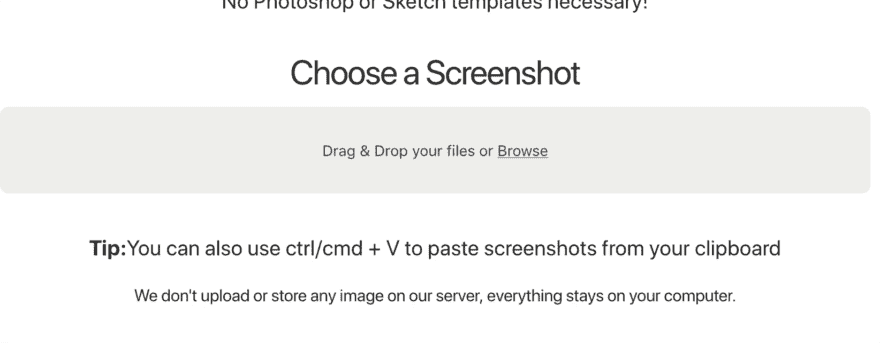 No Photoshop or Sketch templates necessary!
Choose a Screenshot
Drag & Drop your files or Browse
Tip:You can also use ctrl/cmd + V to paste screenshots from your clipboard
We don't upload or store any image on our server, everything stays on your computer.